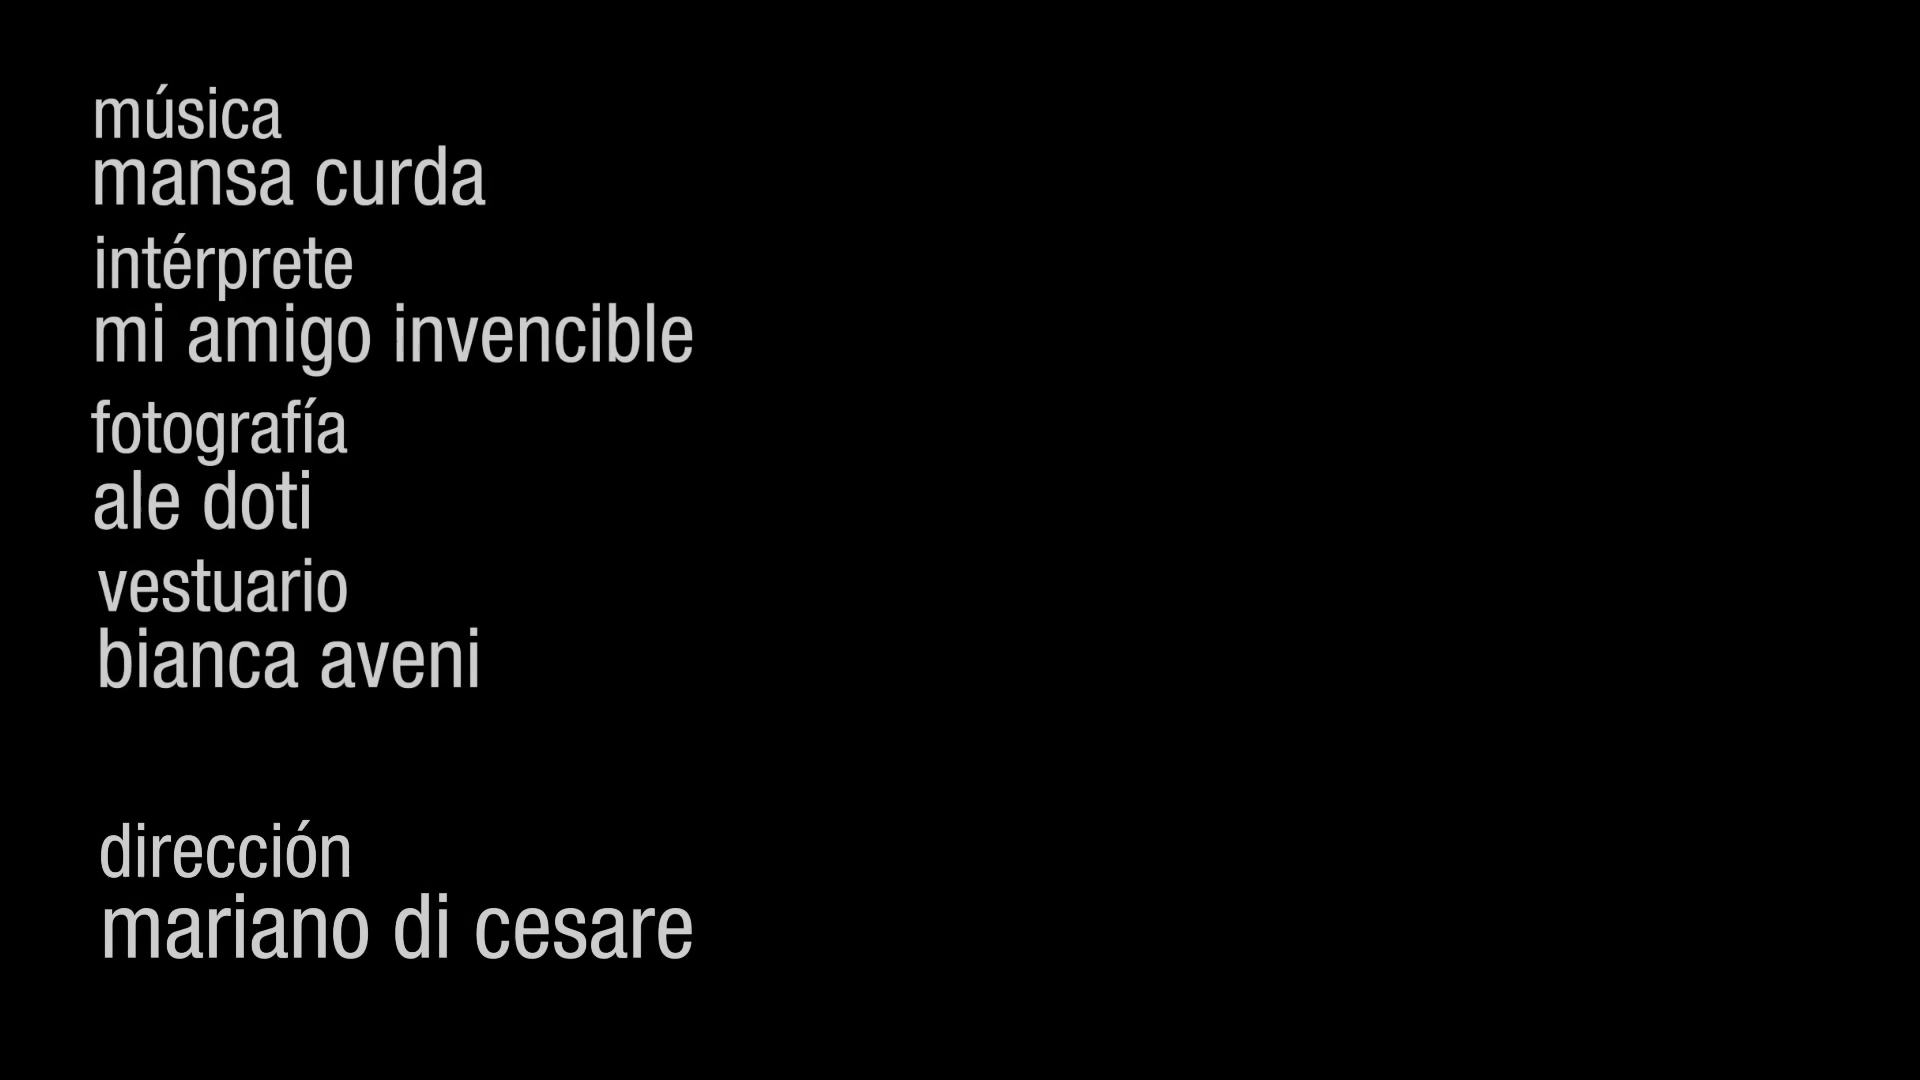 música
mansa curda
intérprete
mi amigo invencible
fotografía
ale doti
vestuario
bianca aveni
dirección
mariano di cesare